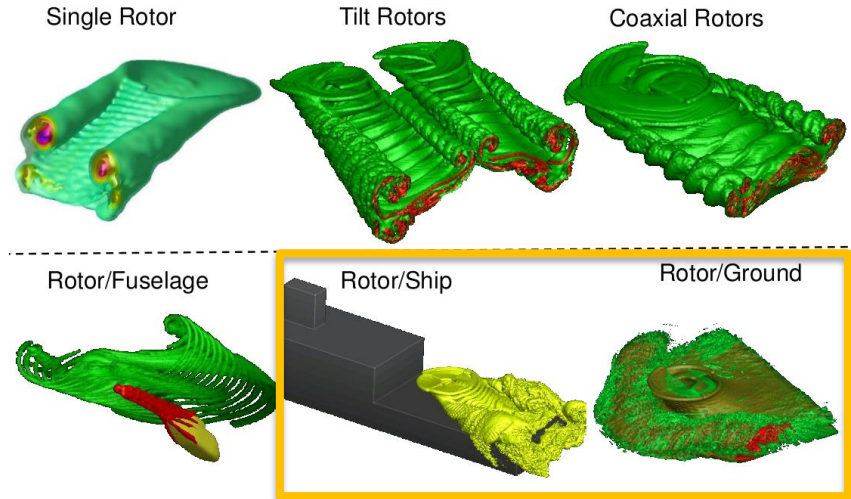 Single Rotor
Tilt Rotors
Coaxial Rotors
Rotor/Fuselage
Rotor/Ship
Rotor/Ground